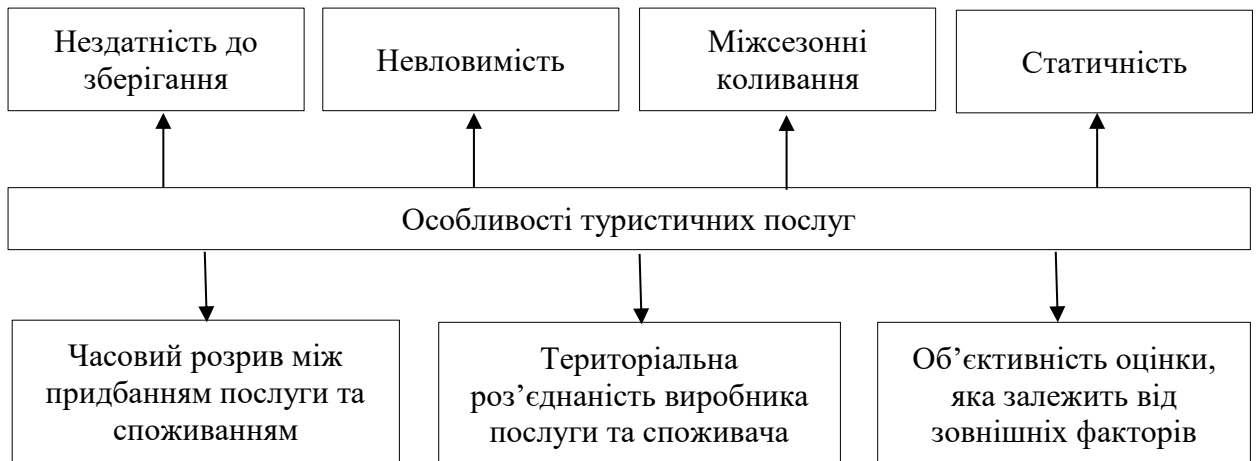 Нездатність до
зберігання
Невловимість
Міжсезонні
коливання
Статичність
Особливості туристичних послуг
Часовий розрив між
придбанням послуги та
споживанням
Територіальна
роз’єднаність виробника
послуги та споживача
Об’єктивність оцінки,
яка залежить від
зовнішніх факторів